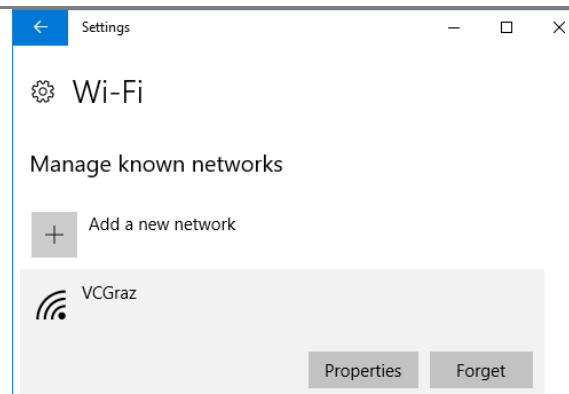 Settings
Wi-Fi
Manage known networks
Add a new network
VCGraz
Properties Forget